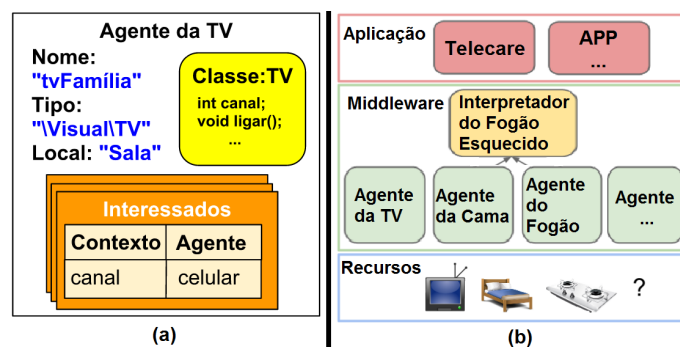 Agente da TV
Nome:
"tvFamília"
Tipo:
"\Visual\TV"
Local: "Sala"
Classe:TV
int canal;
void ligar();
...
Interessados
Contexto Agente
canal celular
(a)
Aplicação
Telecare
APP
...
Middleware
Interpretador
do Fogão
Esquecido
Agente
da TV
Agente
da Cama
Agente
do
Fogão
Agente
...
Recursos
?
(b)